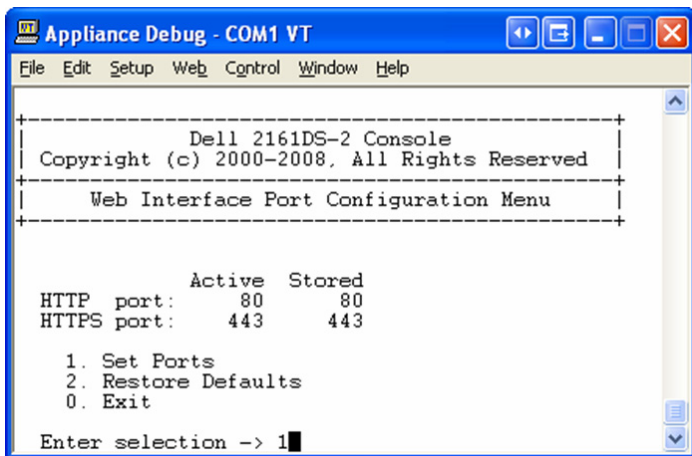 Appliance Debug - COM1 VT
File Edit Setup Web Control Window Help
Dell 2161DS-2 Console
Copyright (c) 2000-2008, All Rights Reserved
Web Interface Port Configuration Menu
Active Stored
HTTP port: 80 80
HTTPS port: 443 443
1. Set Ports
2. Restore Defaults
0. Exit
Enter selection -> 1